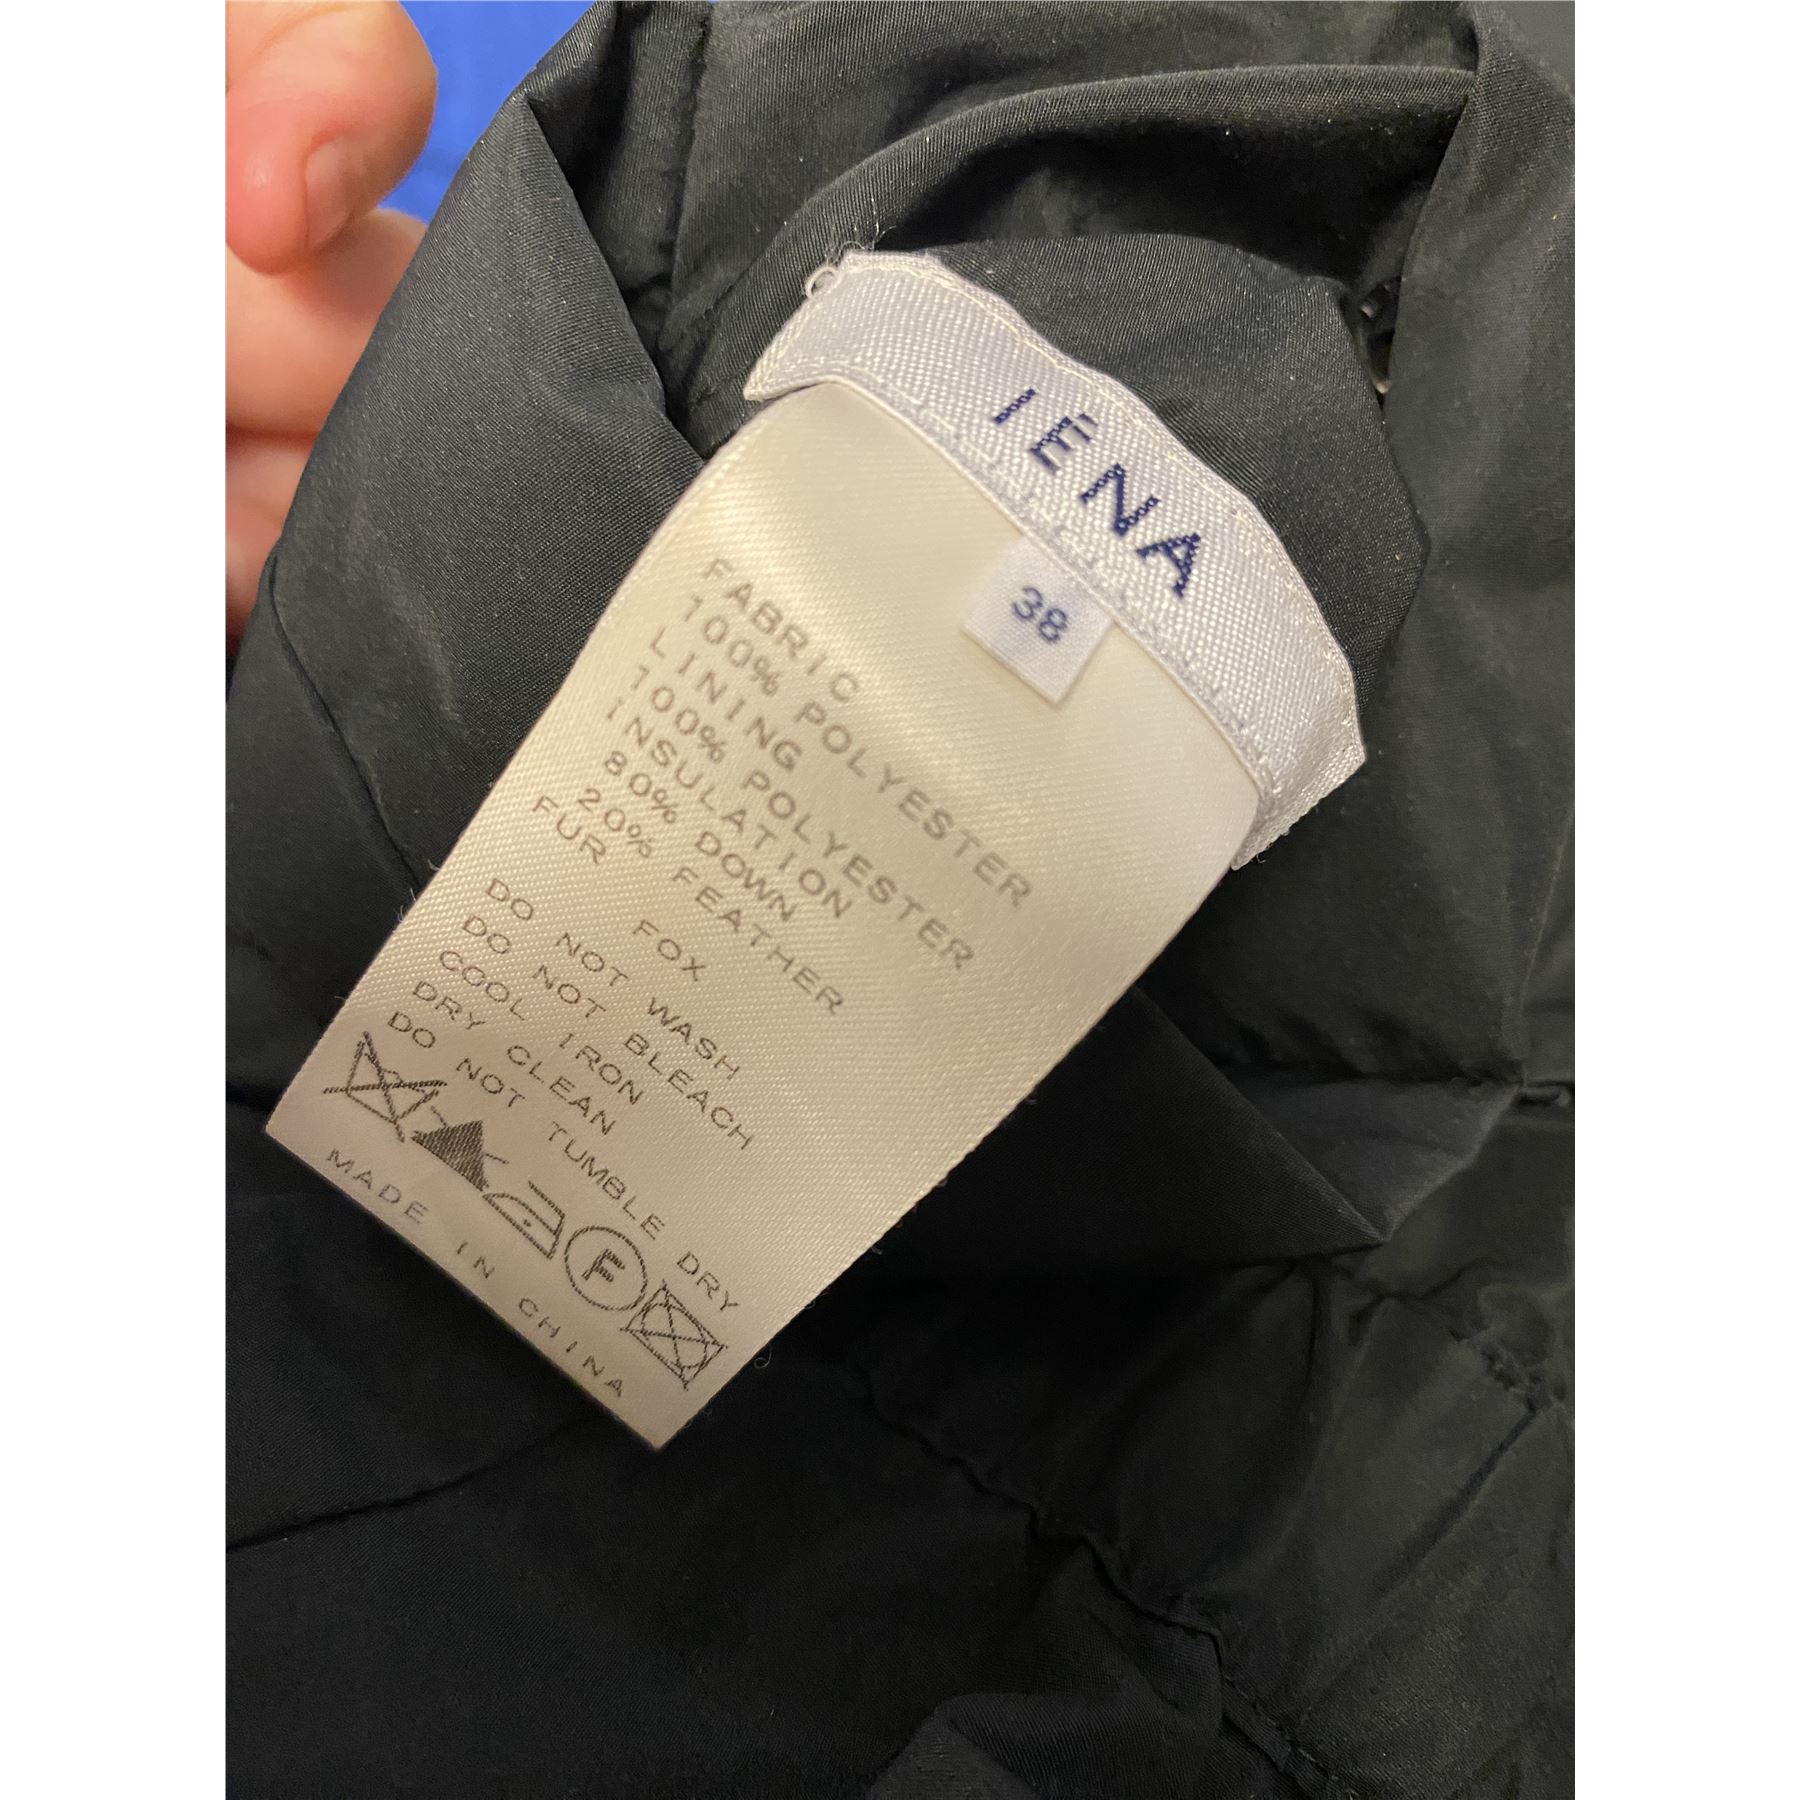 IÉNA
38
FABRIC
100% POLYESTER
LINING
100% POLYESTER
INSULATION
80% DOWN
20% FEATHER
FUR FOX
DO NOT WASH
DO NOT BLEACH
COOL IRON
DRY CLEAN
DO NOT TUMBLE DRY
F
MADE IN CHINA